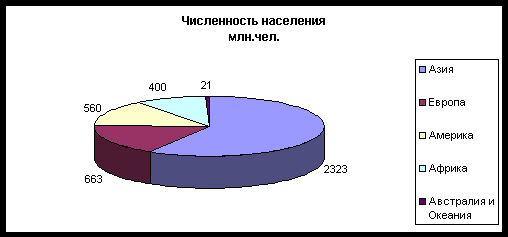 Численность населения
млн.чел.
400
21
560
663
2323
Азия
Европа
Америка
Африка
Австралия и
Океания